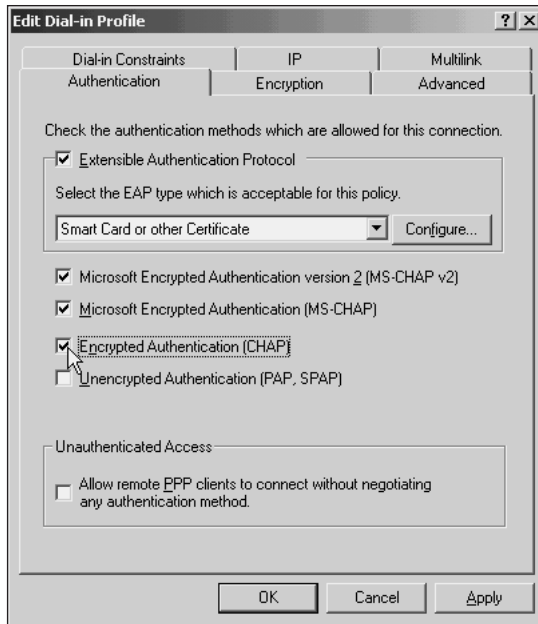 Edit Dial-in Profile
Dial-in Constraints IP Multilink
Authentication Encryption Advanced
Check the authentication methods which are allowed for this connection.
Extensible Authentication Protocol
Select the EAP type which is acceptable for this policy.
Smart Card or other Certificate Configure...
Microsoft Encrypted Authentication version 2 (MS-CHAP v2)
Microsoft Encrypted Authentication (MS-CHAP)
Encrypted Authentication (CHAP)
Unencrypted Authentication (PAP, SPAP)
Unauthenticated Access
Allow remote PPP clients to connect without negotiating
any authentication method.
OK Cancel Apply